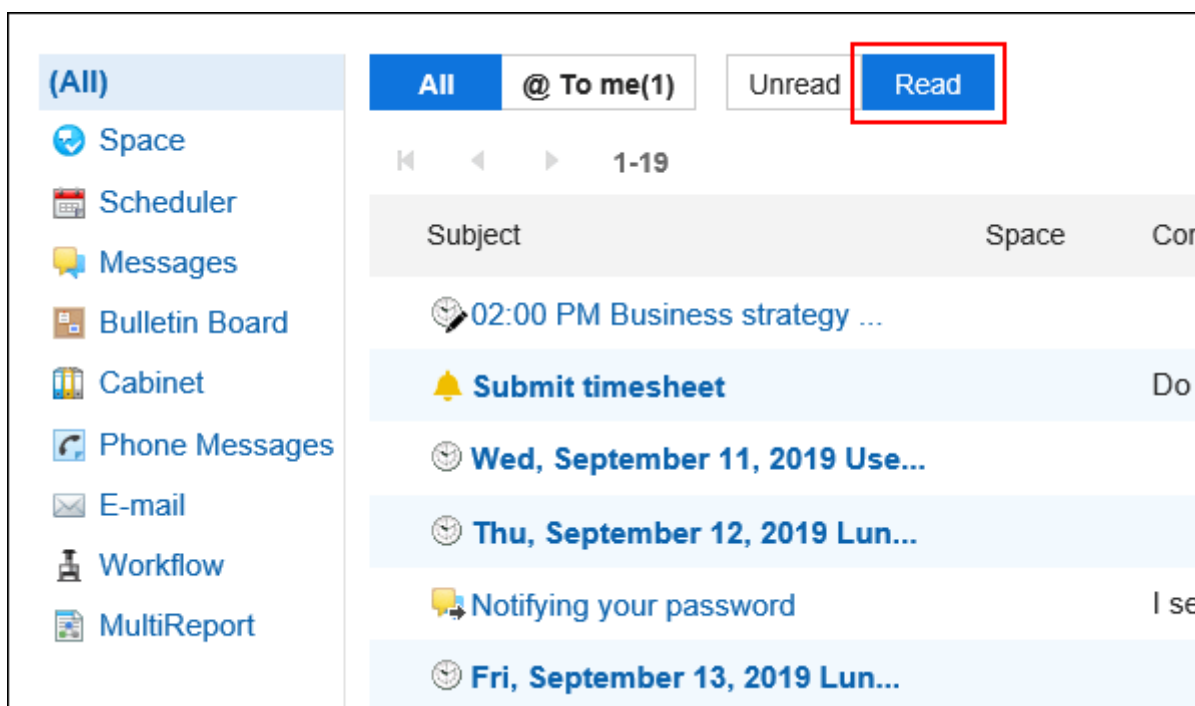 (All)
Space
Scheduler
Messages
Bulletin Board
Cabinet
Phone Messages
E-mail
Workflow
MultiReport
All @ To me(1) Unread Read
1-19
Subject Space Cor
02:00 PM Business strategy ...
Submit timesheet Do
Wed, September 11, 2019 Use...
Thu, September 12, 2019 Lun...
Notifying your password I se
Fri, September 13, 2019 Lun...